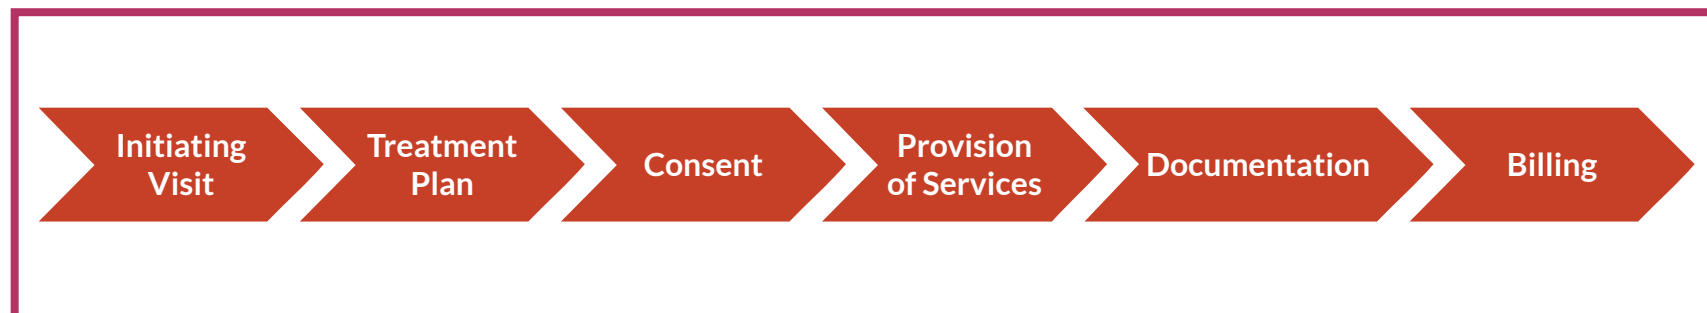 Initiating
Visit
Treatment
Plan
Consent
Provision
of Services
Documentation
Billing